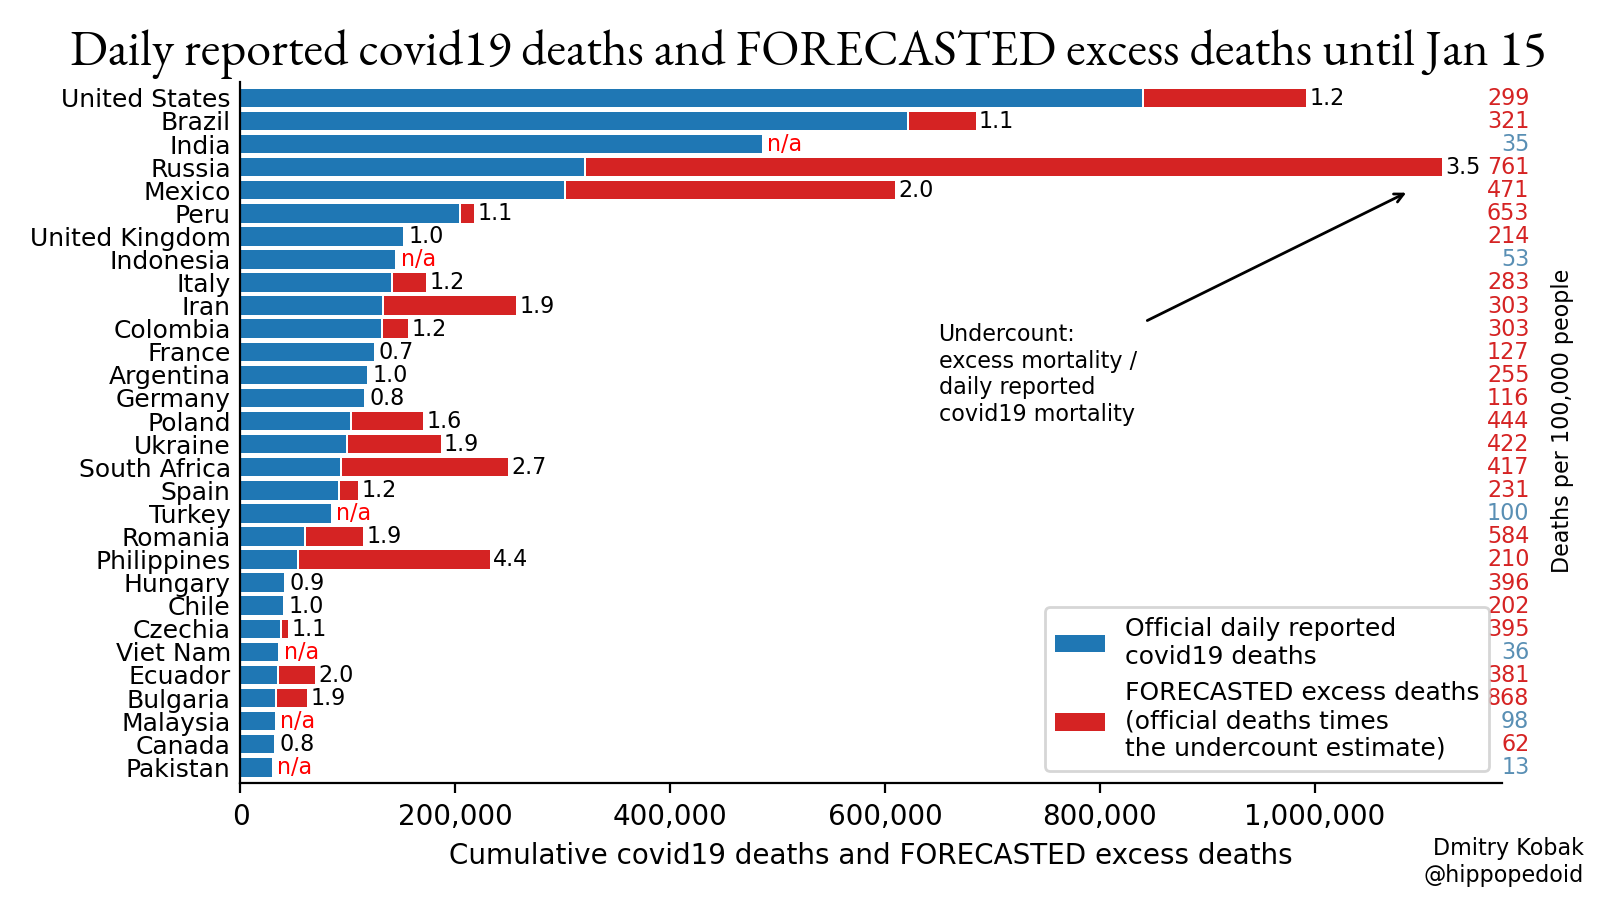 Daily reported covid19 deaths and FORECASTED excess deaths until Jan 15
United States 1.2 299
Brazil 1.1 321
India n/a 35
Russia 3.5 761
Mexico 2.0 471
Peru 1.1 653
United Kingdom 1.0 214
Indonesia n/a 53
Italy 1.2 283
Iran 1.9 303
Colombia 1.2 303
France 0.7 127
Argentina 1.0 255
Germany 0.8 116
Poland 1.6 444
Ukraine 1.9 422
South Africa 2.7 417
Spain 1.2 231
Turkey n/a 100
Romania 1.9 584
Philippines 4.4 210
Hungary 0.9 396
Chile 1.0 202
Czechia 1.1 395
Viet Nam n/a 36
Ecuador 2.0 381
Bulgaria 1.9 868
Malaysia n/a 98
Canada 0.8 62
Pakistan n/a 13
Undercount:
excess mortality /
daily reported
covid19 mortality
Deaths per 100,000 people
Official daily reported
covid19 deaths
FORECASTED excess deaths
(official deaths times
the undercount estimate)
0 200,000 400,000 600,000 800,000 1,000,000
Cumulative covid19 deaths and FORECASTED excess deaths
Dmitry Kobak
@hippopedoid